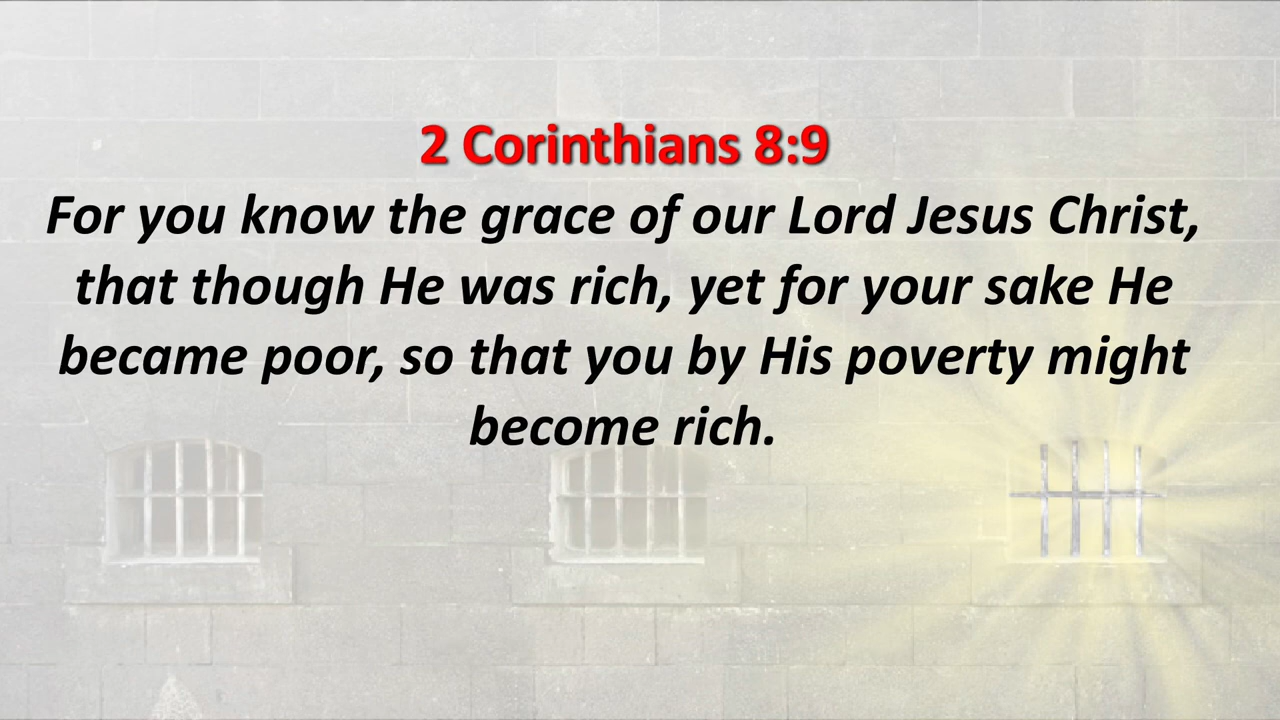 2 Corinthians 8:9
For you know the grace of our Lord Jesus Christ,
that though He was rich, yet for your sake He
became poor, so that you by His poverty might
become rich.